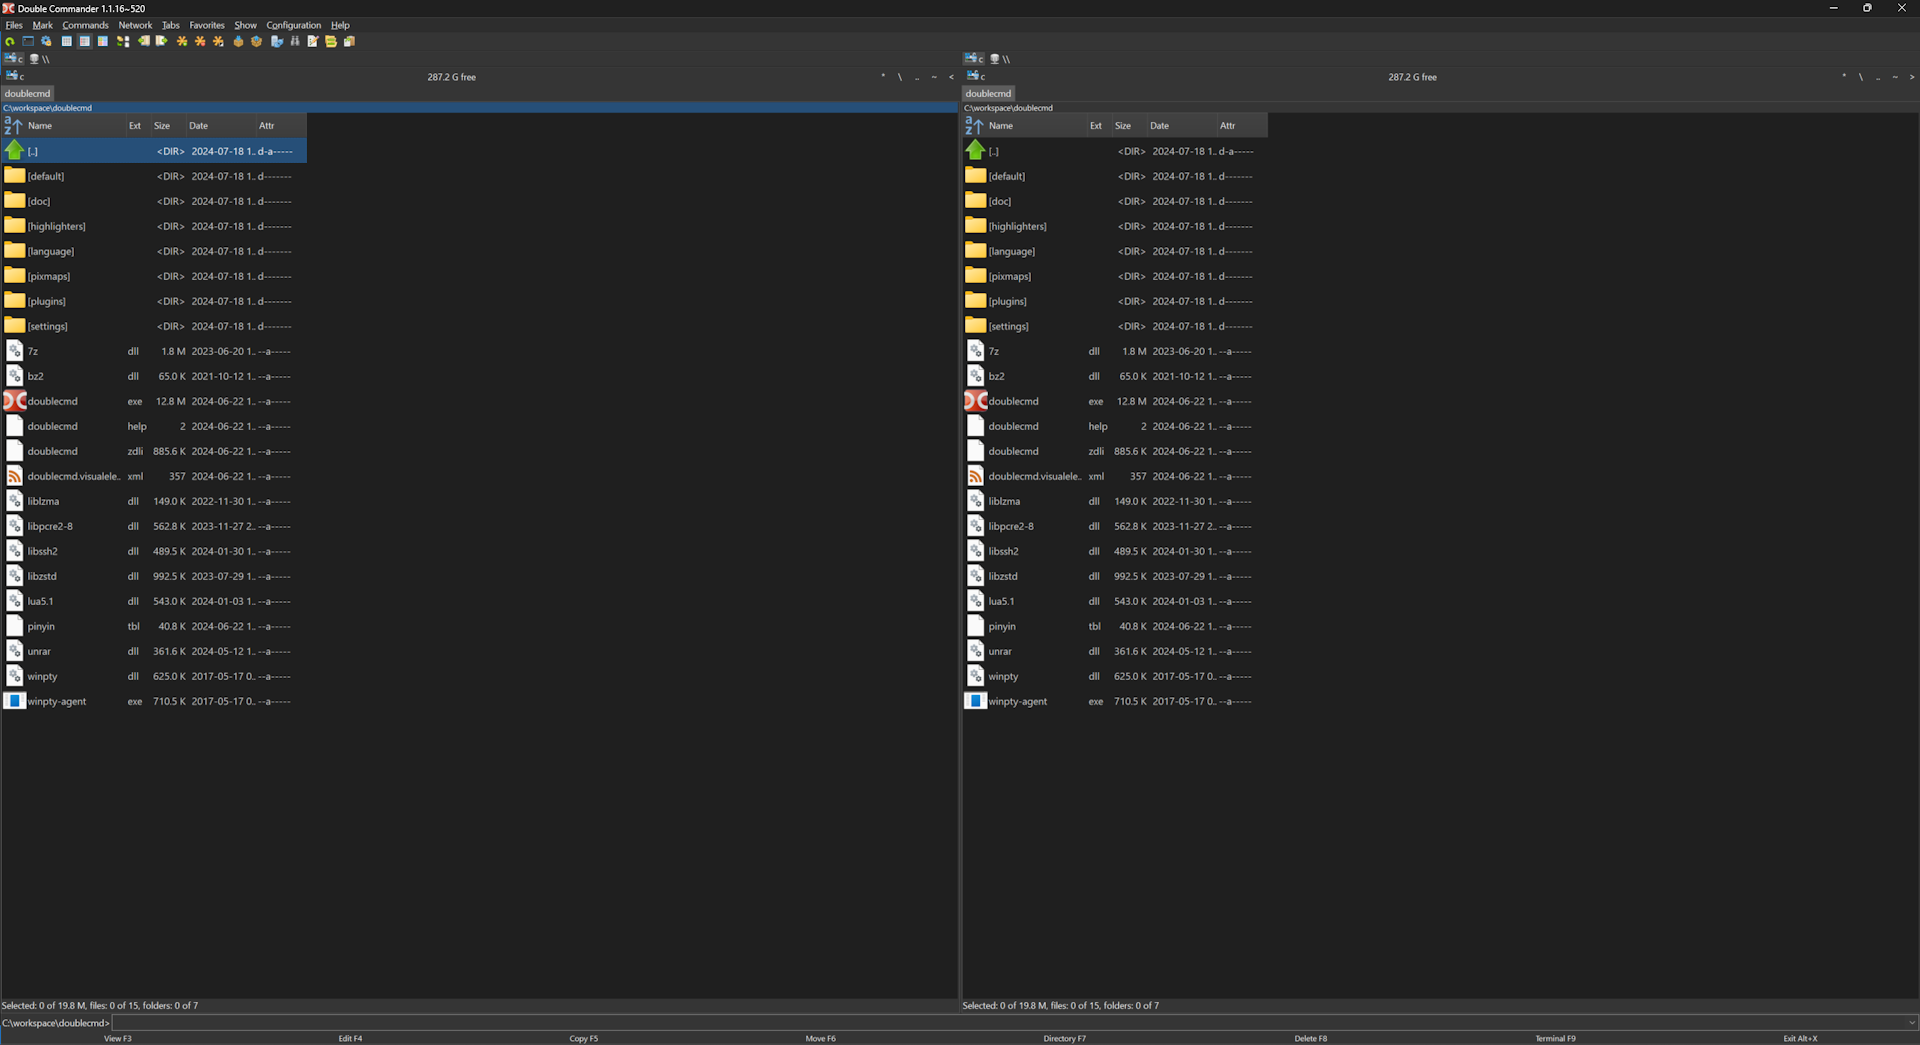 Double Commander 1.1.16~520
Files Mark Commands Network Tabs Favorites Show Configuration Help
c \\
c \\
c 287.2 G free * \ .. ~ <
c 287.2 G free * \ .. ~ >
doublecmd
doublecmd
C:\workspace\doublecmd
C:\workspace\doublecmd
Name Ext Size Date Attr
[..] <DIR> 2024-07-18 1.. d-a-----
[default] <DIR> 2024-07-18 1.. d-------
[doc] <DIR> 2024-07-18 1.. d-------
[highlighters] <DIR> 2024-07-18 1.. d-------
[language] <DIR> 2024-07-18 1.. d-------
[pixmaps] <DIR> 2024-07-18 1.. d-------
[plugins] <DIR> 2024-07-18 1.. d-------
[settings] <DIR> 2024-07-18 1.. d-------
7z dll 1.8 M 2023-06-20 1.. --a-----
bz2 dll 65.0 K 2021-10-12 1.. --a-----
doublecmd exe 12.8 M 2024-06-22 1.. --a-----
doublecmd help 2 2024-06-22 1.. --a-----
doublecmd zdli 885.6 K 2024-06-22 1.. --a-----
doublecmd.visualele.. xml 357 2024-06-22 1.. --a-----
liblzma dll 149.0 K 2022-11-30 1.. --a-----
libpcre2-8 dll 562.8 K 2023-11-27 2.. --a-----
libssh2 dll 489.5 K 2024-01-30 1.. --a-----
libzstd dll 992.5 K 2023-07-29 1.. --a-----
lua5.1 dll 543.0 K 2024-01-03 1.. --a-----
pinyin tbl 40.8 K 2024-06-22 1.. --a-----
unrar dll 361.6 K 2024-05-12 1.. --a-----
winpty dll 625.0 K 2017-05-17 0.. --a-----
winpty-agent exe 710.5 K 2017-05-17 0.. --a-----
Name Ext Size Date Attr
[..] <DIR> 2024-07-18 1.. d-a-----
[default] <DIR> 2024-07-18 1.. d-------
[doc] <DIR> 2024-07-18 1.. d-------
[highlighters] <DIR> 2024-07-18 1.. d-------
[language] <DIR> 2024-07-18 1.. d-------
[pixmaps] <DIR> 2024-07-18 1.. d-------
[plugins] <DIR> 2024-07-18 1.. d-------
[settings] <DIR> 2024-07-18 1.. d-------
7z dll 1.8 M 2023-06-20 1.. --a-----
bz2 dll 65.0 K 2021-10-12 1.. --a-----
doublecmd exe 12.8 M 2024-06-22 1.. --a-----
doublecmd help 2 2024-06-22 1.. --a-----
doublecmd zdli 885.6 K 2024-06-22 1.. --a-----
doublecmd.visualele.. xml 357 2024-06-22 1.. --a-----
liblzma dll 149.0 K 2022-11-30 1.. --a-----
libpcre2-8 dll 562.8 K 2023-11-27 2.. --a-----
libssh2 dll 489.5 K 2024-01-30 1.. --a-----
libzstd dll 992.5 K 2023-07-29 1.. --a-----
lua5.1 dll 543.0 K 2024-01-03 1.. --a-----
pinyin tbl 40.8 K 2024-06-22 1.. --a-----
unrar dll 361.6 K 2024-05-12 1.. --a-----
winpty dll 625.0 K 2017-05-17 0.. --a-----
winpty-agent exe 710.5 K 2017-05-17 0.. --a-----
Selected: 0 of 19.8 M, files: 0 of 15, folders: 0 of 7
Selected: 0 of 19.8 M, files: 0 of 15, folders: 0 of 7
C:\workspace\doublecmd>
View F3 Edit F4 Copy F5 Move F6 Directory F7 Delete F8 Terminal F9 Exit Alt+X